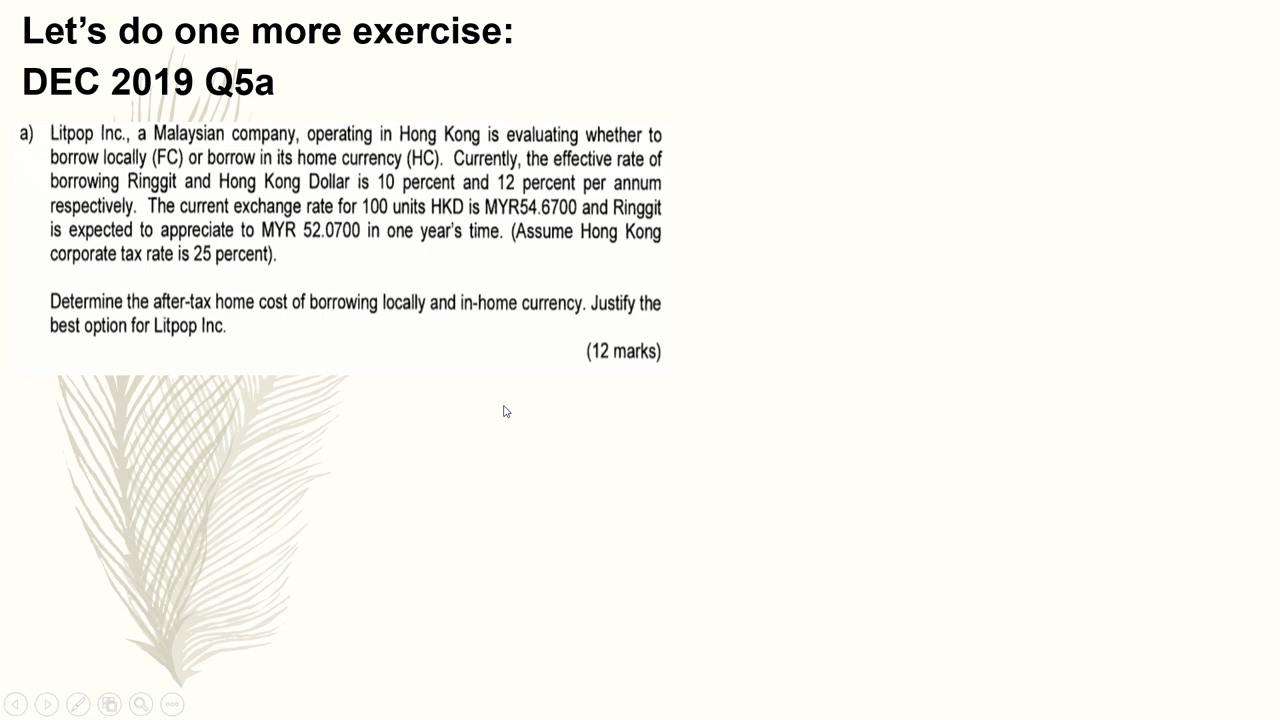 Let’s do one more exercise:
DEC 2019 Q5a
a) Litpop Inc., a Malaysian company, operating in Hong Kong is evaluating whether to
borrow locally (FC) or borrow in its home currency (HC). Currently, the effective rate of
borrowing Ringgit and Hong Kong Dollar is 10 percent and 12 percent per annum
respectively. The current exchange rate for 100 units HKD is MYR54.6700 and Ringgit
is expected to appreciate to MYR 52.0700 in one year's time. (Assume Hong Kong
corporate tax rate is 25 percent).
Determine the after-tax home cost of borrowing locally and in-home currency. Justify the
best option for Litpop Inc.
(12 marks)